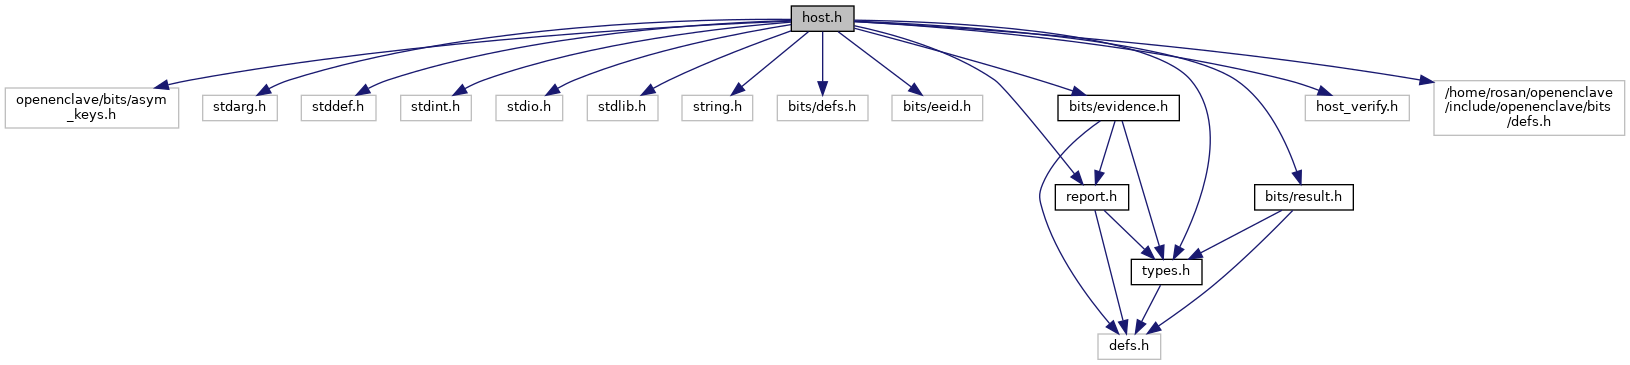 host.h
openenclave/bits/asym
_keys.h
stdarg.h
stddef.h
stdint.h
stdio.h
stdlib.h
string.h
bits/defs.h
bits/eeid.h
bits/evidence.h
host_verify.h
/home/rosan/openenclave
/include/openenclave/bits
/defs.h
report.h
bits/result.h
types.h
defs.h